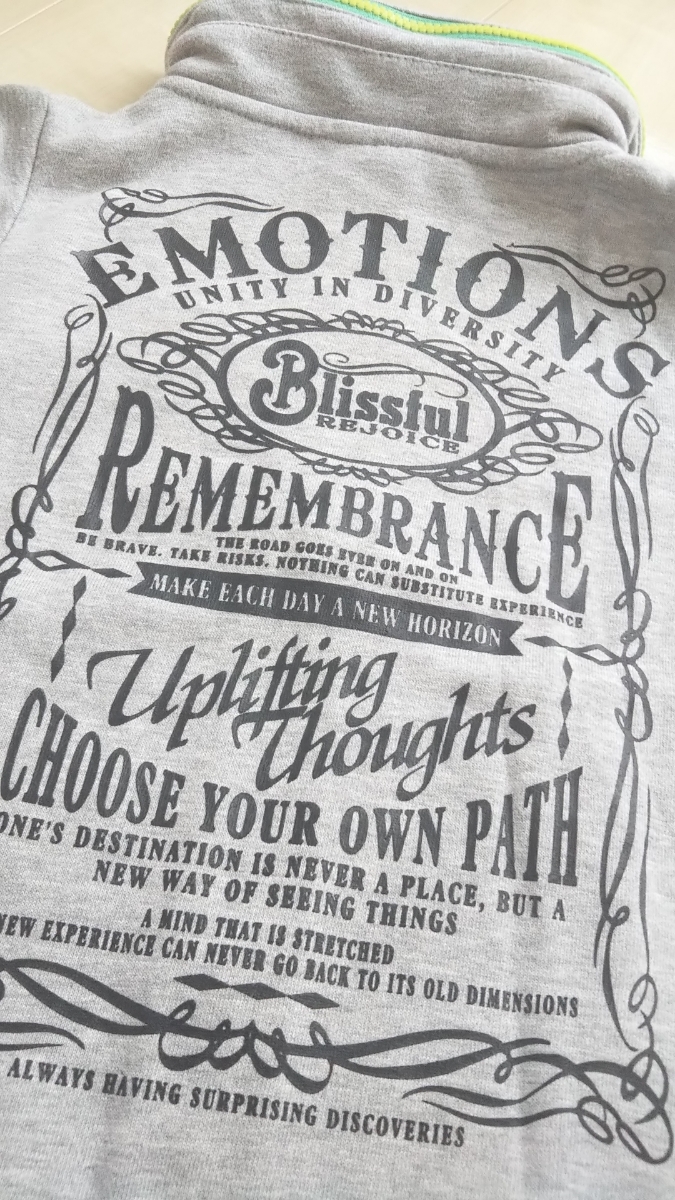 EMOTIONS
UNITY IN DIVERSITY
Blissful
REJOICE
REMEMBRANCE
THE ROAD GOES EVER ON AND ON
BE BRAVE. TAKE RISKS. NOTHING CAN SUBSTITUTE EXPERIENCE
MAKE EACH DAY A NEW HORIZON
Uplifting
Thoughts
CHOOSE YOUR OWN PATH
ONE'S DESTINATION IS NEVER A PLACE, BUT A
NEW WAY OF SEEING THINGS
A MIND THAT IS STRETCHED
NEW EXPERIENCE CAN NEVER GO BACK TO ITS OLD DIMENSIONS
ALWAYS HAVING SURPRISING DISCOVERIES